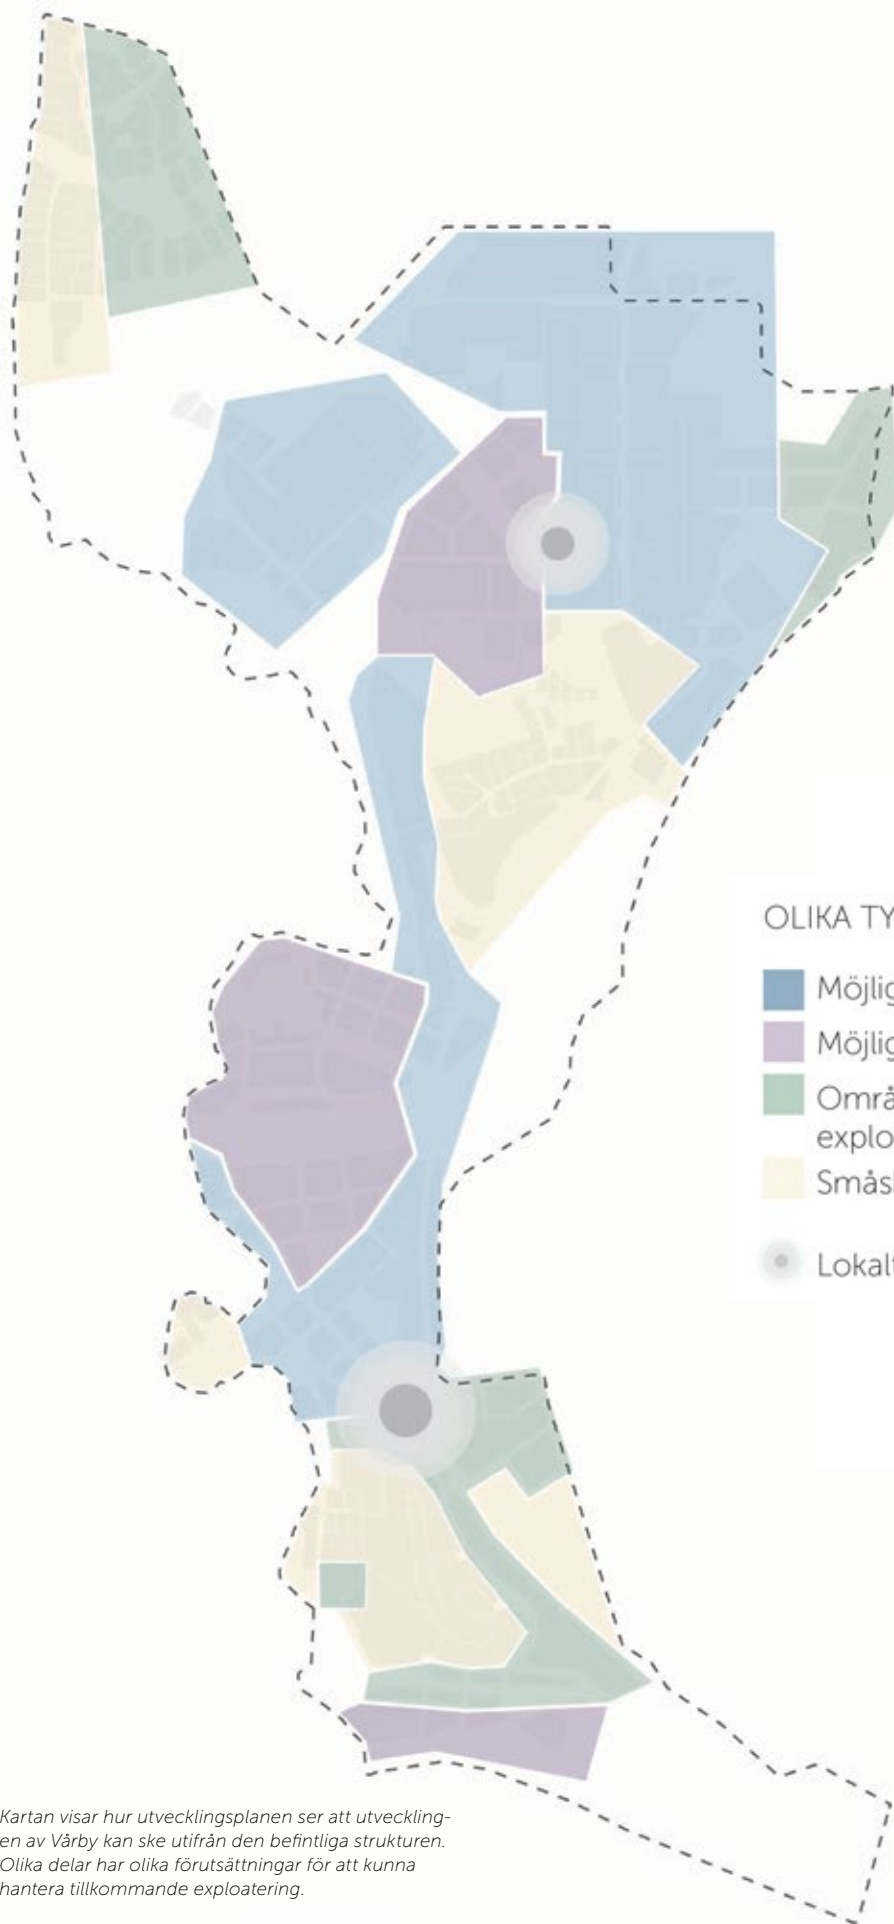 OLIKA TY
Möjlig
Möjlig
Områ
explo
Småsl
Lokalt
Kartan visar hur utvecklingsplanen ser att utveckling-
en av Vårby kan ske utifrån den befintliga strukturen.
Olika delar har olika förutsättningar för att kunna
hantera tillkommande exploatering.